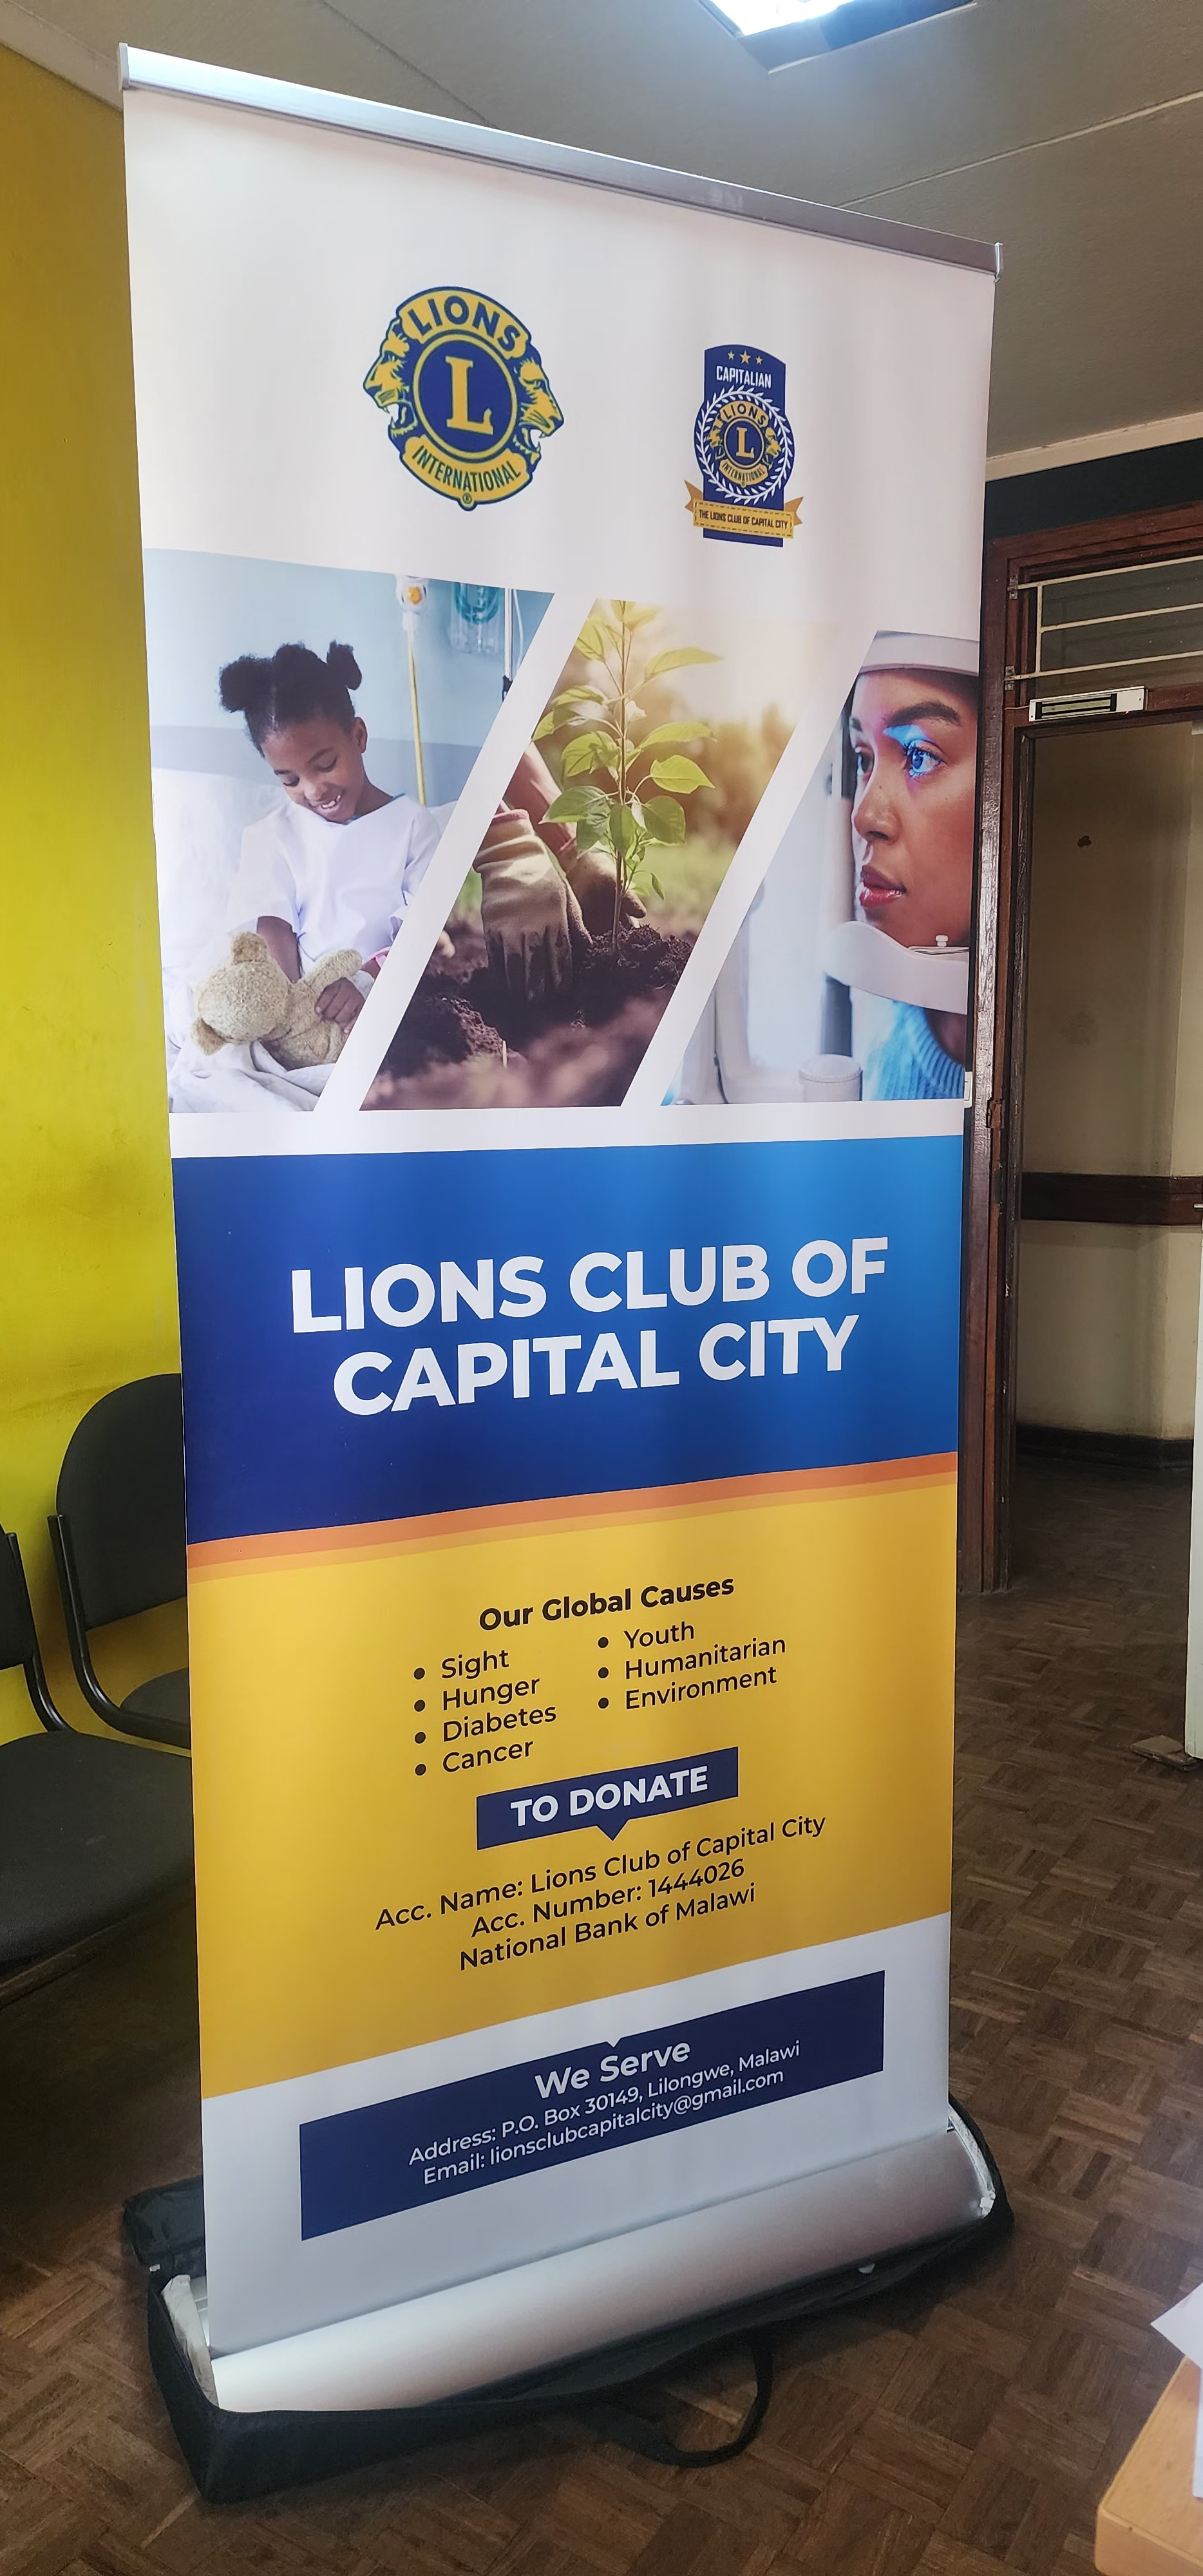 LIONS
L
INTERNATIONAL
®
CAPITALIAN
LIONS
L
INTERNATIONAL
THE LIONS CLUB OF CAPITAL CITY
LIONS CLUB OF
CAPITAL CITY
Our Global Causes
• Sight
• Hunger
• Diabetes
• Cancer
• Youth
• Humanitarian
• Environment
TO DONATE
Acc. Name: Lions Club of Capital City
Acc. Number: 1444026
National Bank of Malawi
We Serve
Address: P.O. Box 30149, Lilongwe, Malawi
Email: lionsclubcapitalcity@gmail.com